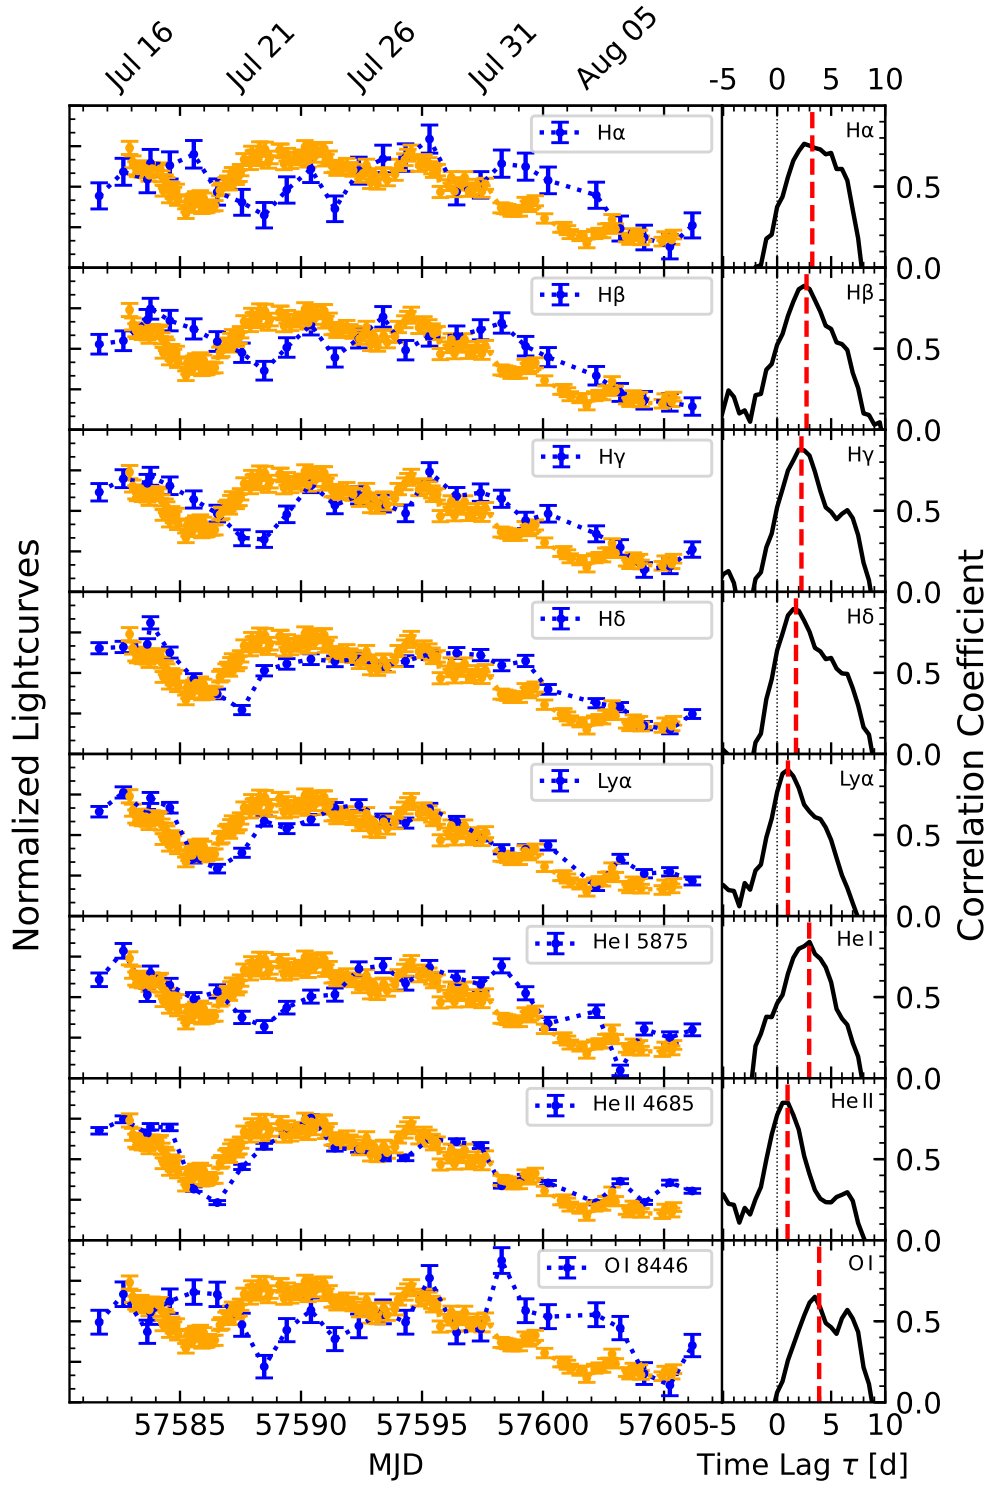 Jul 16
Jul 21
Jul 26
Jul 31
Aug 05
-5 0 5 10
Hα
Hα
0.5
0.0
Hβ
Hβ
0.5
0.0
Hγ
Hγ
0.5
0.0
Hδ
Hδ
0.5
0.0
Lyα
Lyα
0.5
0.0
He I 5875
He I
0.5
0.0
He II 4685
He II
0.5
0.0
O I 8446
O I
0.5
0.0
Normalized Lightcurves
Correlation Coefficient
57585 57590 57595 57600 57605
-5 0 5 10
MJD
Time Lag τ [d]